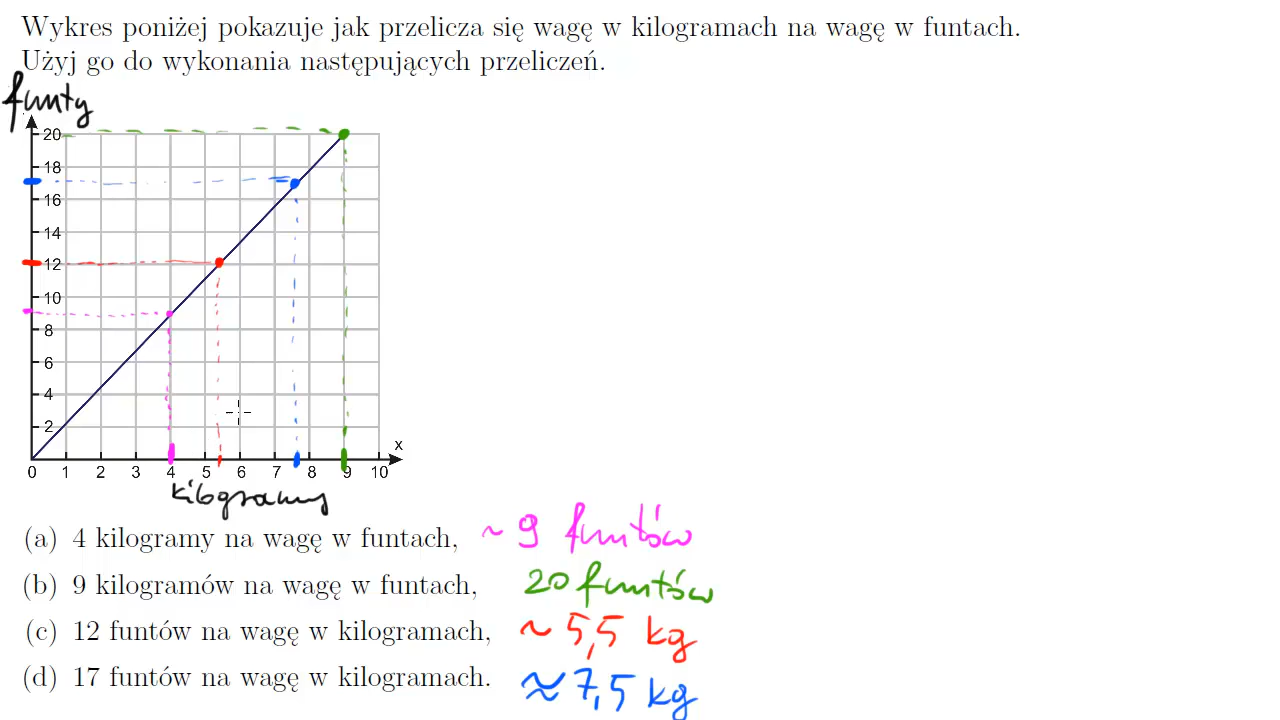 Wykres poniżej pokazuje jak przelicza się wagę w kilogramach na wagę w funtach.
Użyj go do wykonania następujących przeliczeń.
funty
20
18
16
14
12
10
8
6
4
2
x
0 1 2 3 4 5 6 7 8 9 10
kilogramy
(a) 4 kilogramy na wagę w funtach, ~ 9 funtów
(b) 9 kilogramów na wagę w funtach, 20 funtów
(c) 12 funtów na wagę w kilogramach, ~ 5,5 kg
(d) 17 funtów na wagę w kilogramach. ≈ 7,5 kg